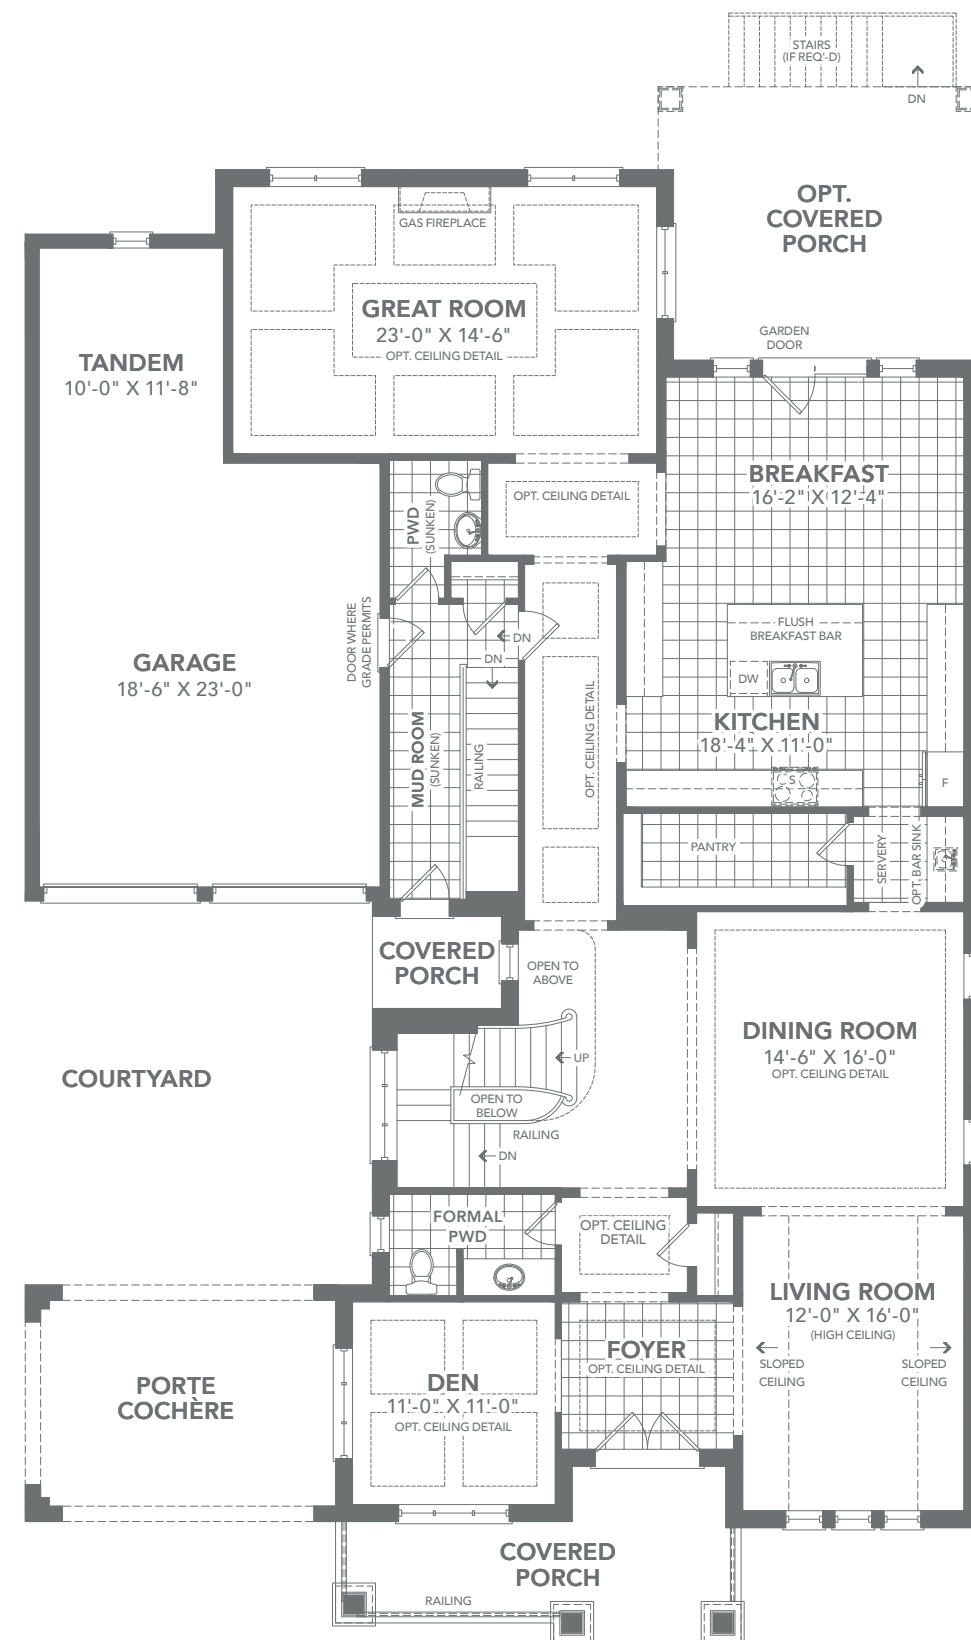 STAIRS
(IF REQ'-D)
DN
OPT.
COVERED
PORCH
GAS FIREPLACE
GREAT ROOM
23'-0" X 14'-6"
OPT. CEILING DETAIL
GARDEN
DOOR
TANDEM
10'-0" X 11'-8"
BREAKFAST
16'-2" X 12'-4"
OPT. CEILING DETAIL
PWD
(SUNKEN)
DOOR WHERE
GRADE PERMITS
DN
DN
FLUSH
BREAKFAST BAR
DW
GARAGE
18'-6" X 23'-0"
MUD ROOM
(SUNKEN)
RAILING
OPT. CEILING DETAIL
KITCHEN
18'-4" X 11'-0"
S
F
PANTRY
SERVERY
OPT. BAR SINK
COVERED
PORCH
OPEN TO
ABOVE
UP
OPEN TO
BELOW
RAILING
DN
DINING ROOM
14'-6" X 16'-0"
OPT. CEILING DETAIL
COURTYARD
FORMAL
PWD
OPT. CEILING
DETAIL
LIVING ROOM
12'-0" X 16'-0"
(HIGH CEILING)
SLOPED
CEILING
SLOPED
CEILING
FOYER
OPT. CEILING DETAIL
DEN
11'-0" X 11'-0"
OPT. CEILING DETAIL
PORTE
COCHÈRE
COVERED
PORCH
RAILING